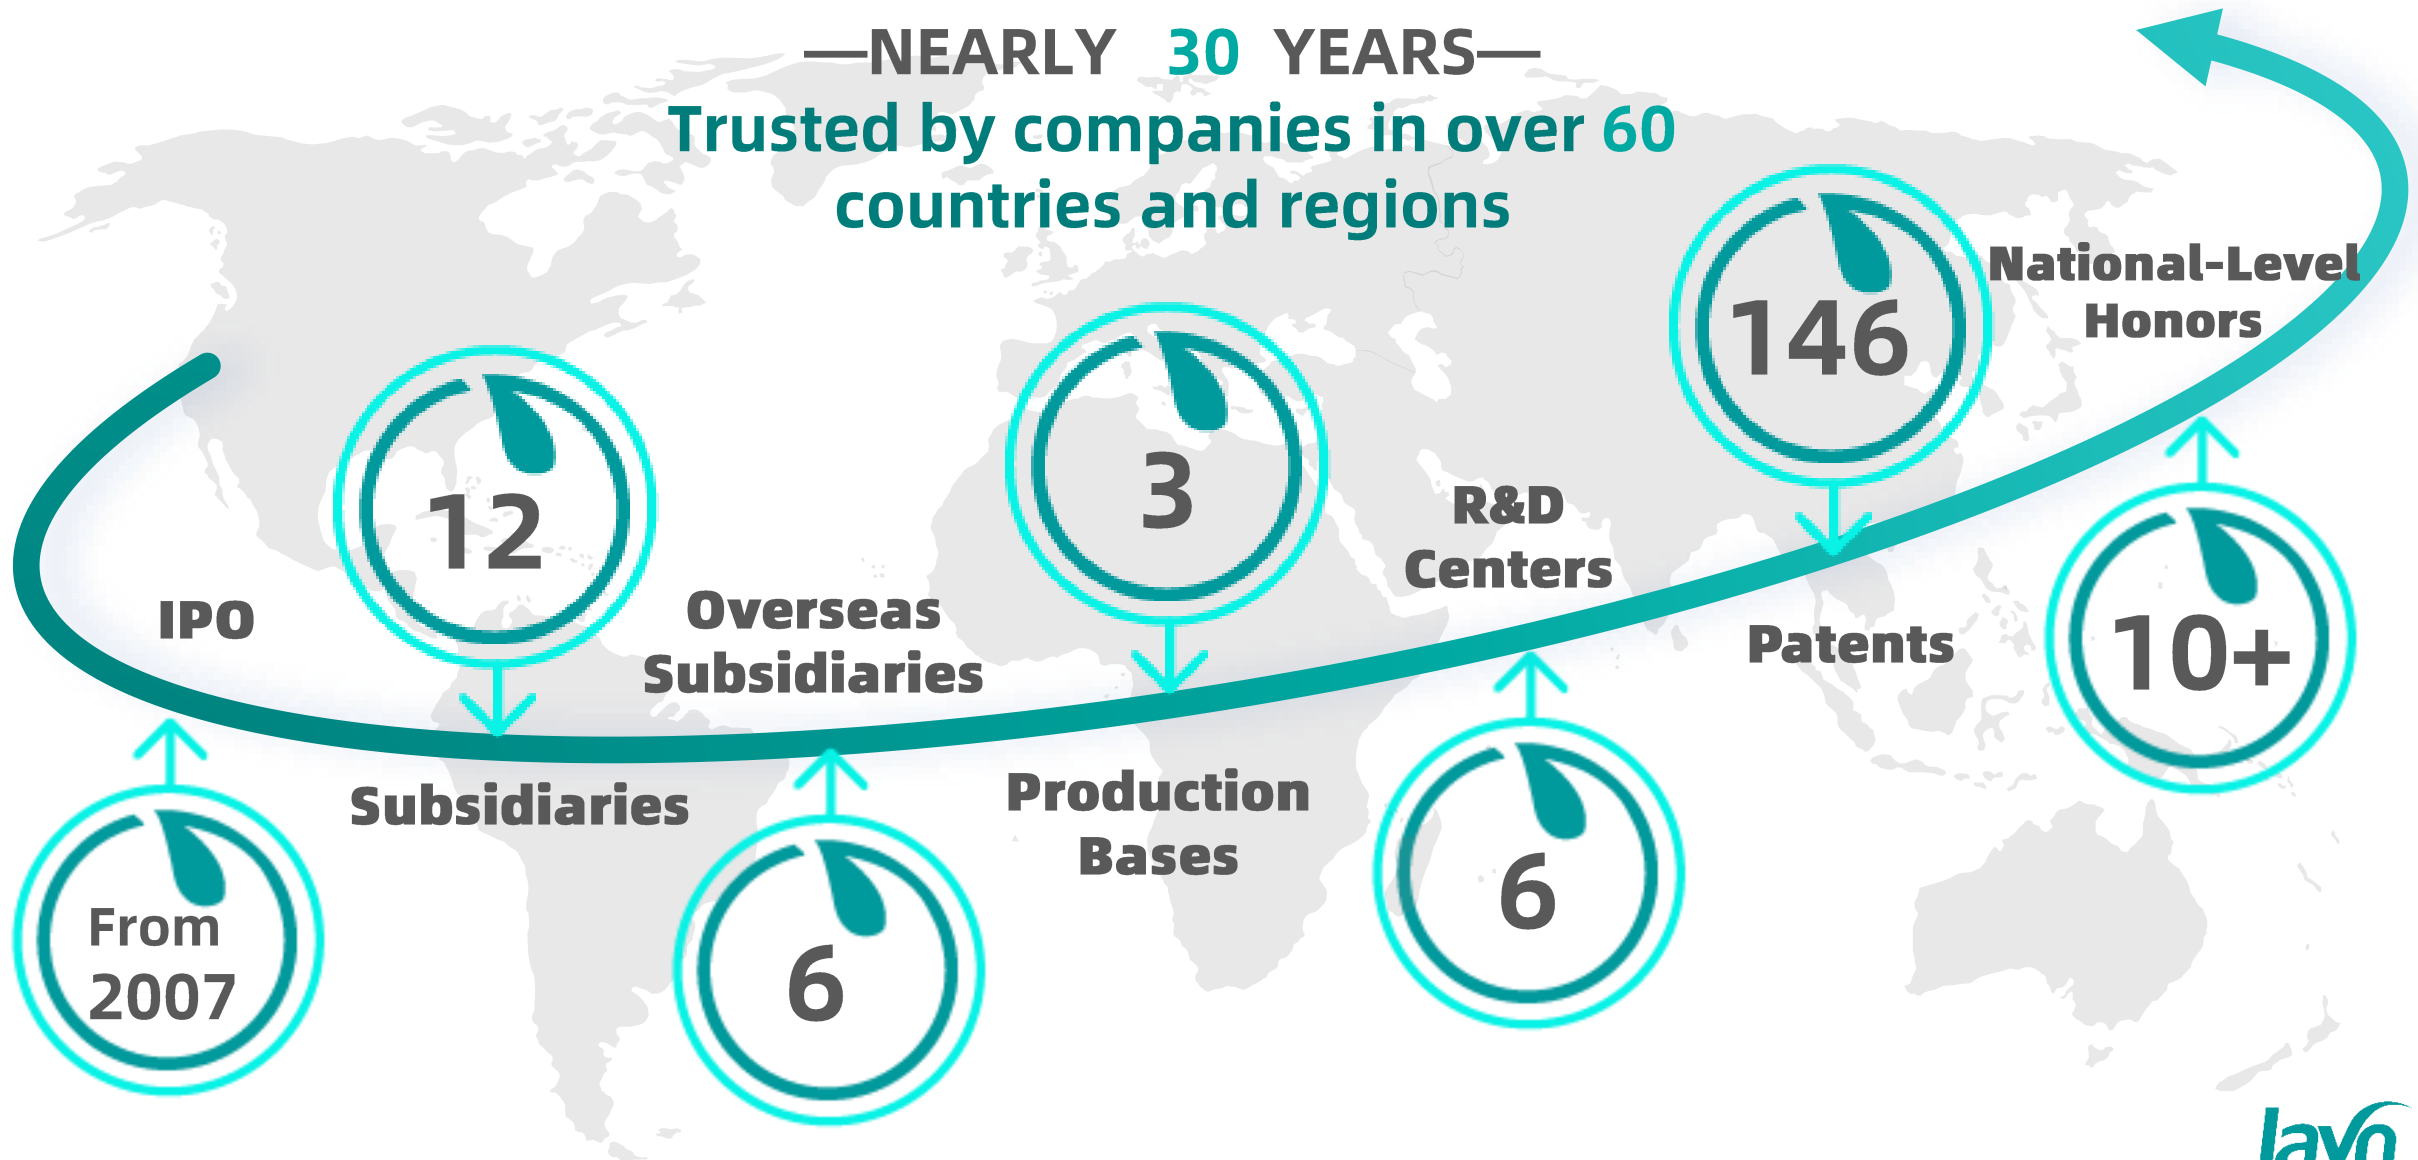 —NEARLY 30 YEARS—
Trusted by companies in over 60
countries and regions
IPO
From
2007
12
Subsidiaries
Overseas
Subsidiaries
6
3
Production
Bases
R&D
Centers
6
146
Patents
National-Level
Honors
10+
layn